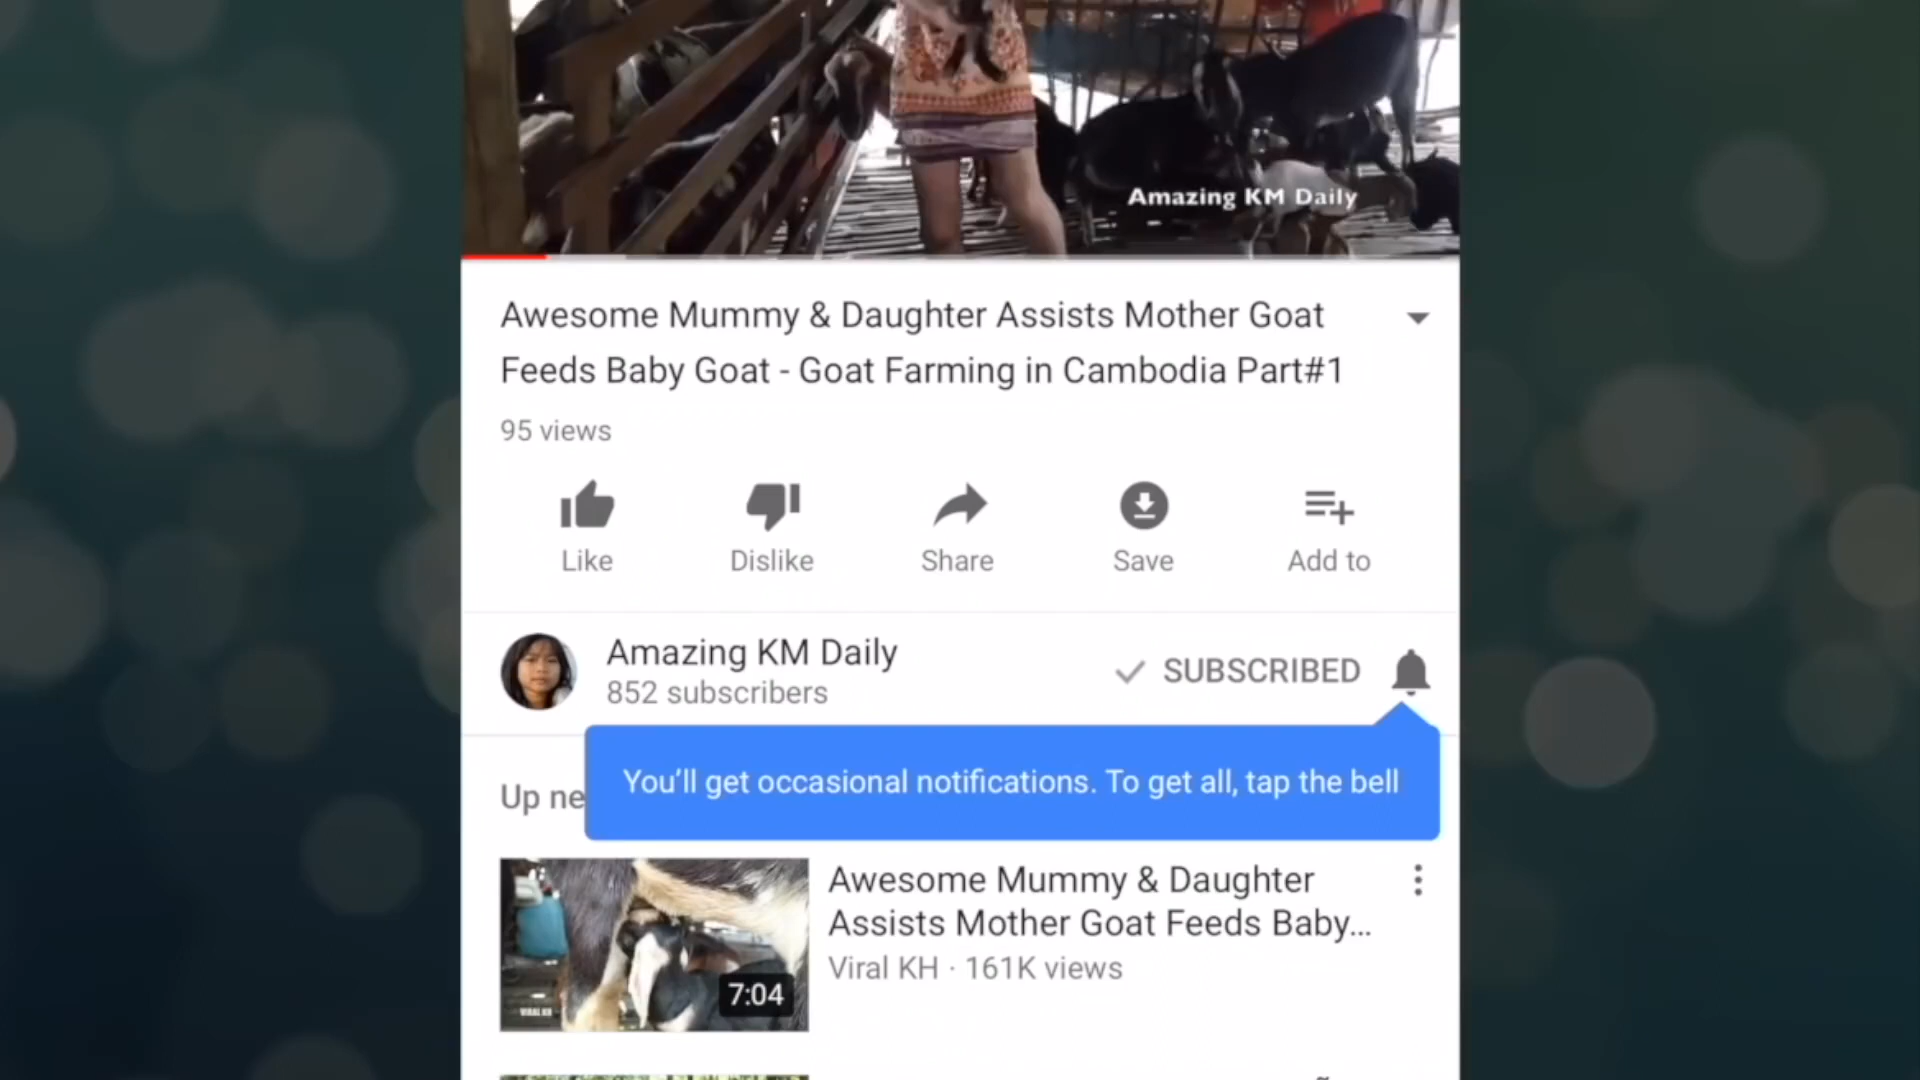 Amazing KM Daily
Awesome Mummy & Daughter Assists Mother Goat
Feeds Baby Goat - Goat Farming in Cambodia Part#1
95 views
Like
Dislike
Share
Save
Add to
Amazing KM Daily
852 subscribers
SUBSCRIBED
You’ll get occasional notifications. To get all, tap the bell
Up ne
Awesome Mummy & Daughter
Assists Mother Goat Feeds Baby...
Viral KH · 161K views
7:04
VIRAL KH